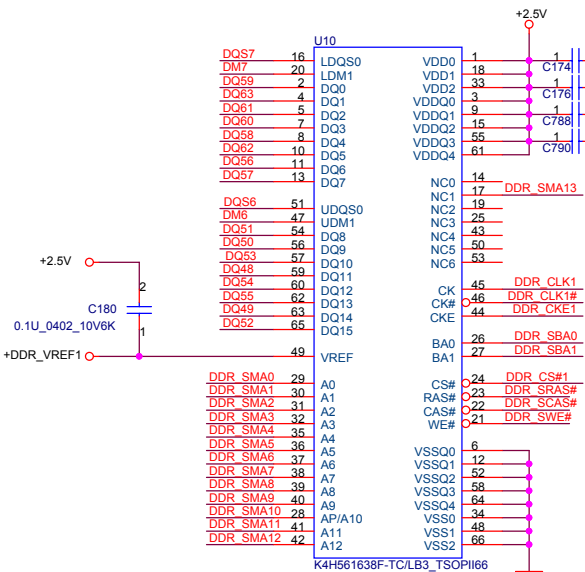 +2.5V
U10
DQS7 16 LDQS0 VDD0 1 1
DM7 20 LDM1 VDD1 18 C174
DQ59 2 DQ0 VDD2 33 1
DQ63 4 DQ1 VDDQ0 3 C176
DQ61 5 DQ2 VDDQ1 9 1
DQ60 7 DQ3 VDDQ2 15 C788
DQ58 8 DQ4 VDDQ3 55 1
DQ62 10 DQ5 VDDQ4 61 C790
DQ56 11 DQ6
DQ57 13 DQ7 NC0 14
NC1 17 DDR_SMA13
DQS6 51 UDQS0 NC2 19
DM6 47 UDM1 NC3 25
DQ51 54 DQ8 NC4 43
DQ50 56 DQ9 NC5 50
DQ53 57 DQ10 NC6 53
DQ48 59 DQ11
DQ54 60 DQ12 CK 45 DDR_CLK1
DQ55 62 DQ13 CK# 46 DDR_CLK1#
DQ49 63 DQ14 CKE 44 DDR_CKE1
DQ52 65 DQ15
BA0 26 DDR_SBA0
BA1 27 DDR_SBA1
+2.5V
2
C180
0.1U_0402_10V6K
1
+DDR_VREF1 49 VREF
DDR_SMA0 29 A0 CS# 24 DDR_CS#1
DDR_SMA1 30 A1 RAS# 23 DDR_SRAS#
DDR_SMA2 31 A2 CAS# 22 DDR_SCAS#
DDR_SMA3 32 A3 WE# 21 DDR_SWE#
DDR_SMA4 35 A4
DDR_SMA5 36 A5 VSSQ0 6
DDR_SMA6 37 A6 VSSQ1 12
DDR_SMA7 38 A7 VSSQ2 52
DDR_SMA8 39 A8 VSSQ3 58
DDR_SMA9 40 A9 VSSQ4 64
DDR_SMA10 28 AP/A10 VSS0 34
DDR_SMA11 41 A11 VSS1 48
DDR_SMA12 42 A12 VSS2 66
K4H561638F-TC/LB3_TSOPII66